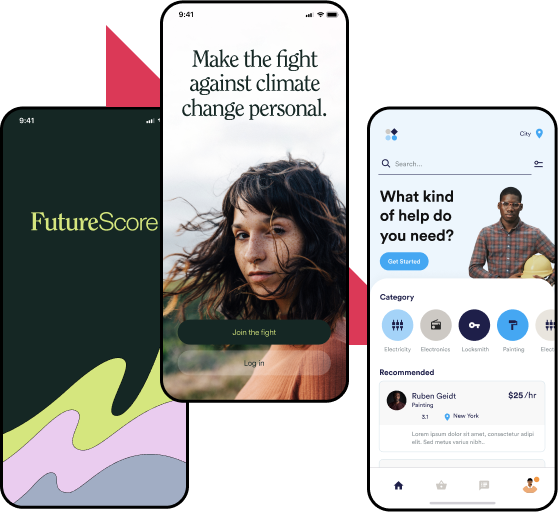 9:41
FutureScore
9:41
Make the fight
against climate
change personal.
Join the fight
Log in
City
Search...
What kind
of help do
you need?
Get Started
Category
Electricity
Electronics
Locksmith
Painting
Elect
Recommended
Ruben Geidt
$25/hr
Painting
3.1
New York
Lorem ipsum dolor sit amet, consectetur adipi
elit. Sed metus varius nibh..